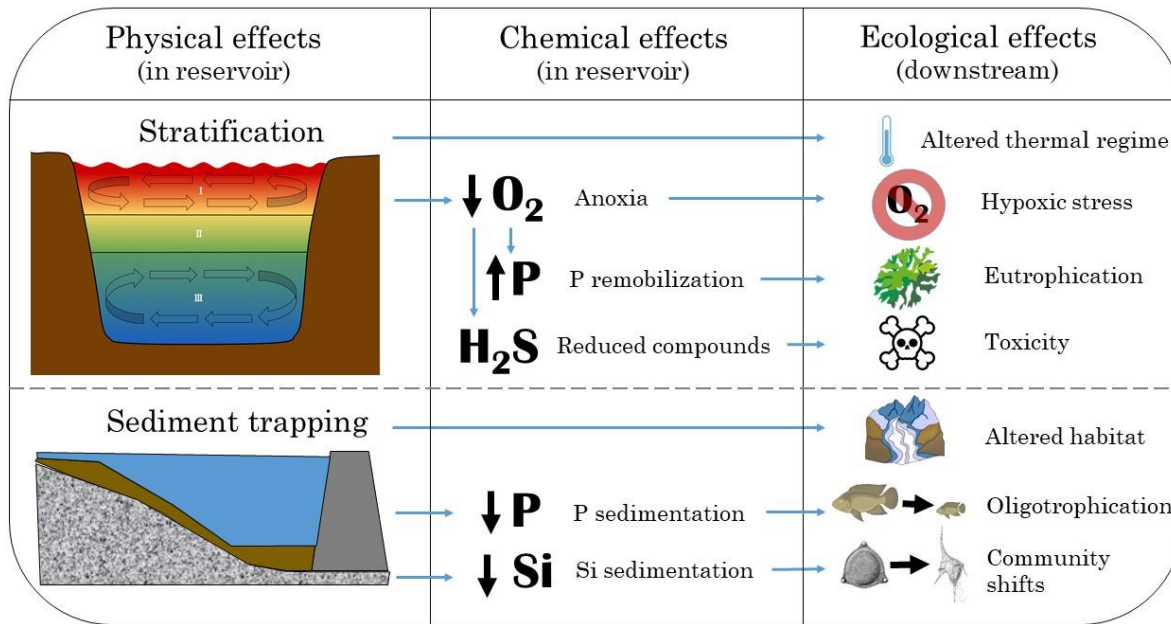 Physical effects
(in reservoir)
Chemical effects
(in reservoir)
Ecological effects
(downstream)
Stratification
I
II
III
Altered thermal regime
O₂ Anoxia
O₂ Hypoxic stress
P P remobilization
Eutrophication
H₂S Reduced compounds
Toxicity
Sediment trapping
Altered habitat
P P sedimentation
Oligotrophication
Si Si sedimentation
Community
shifts